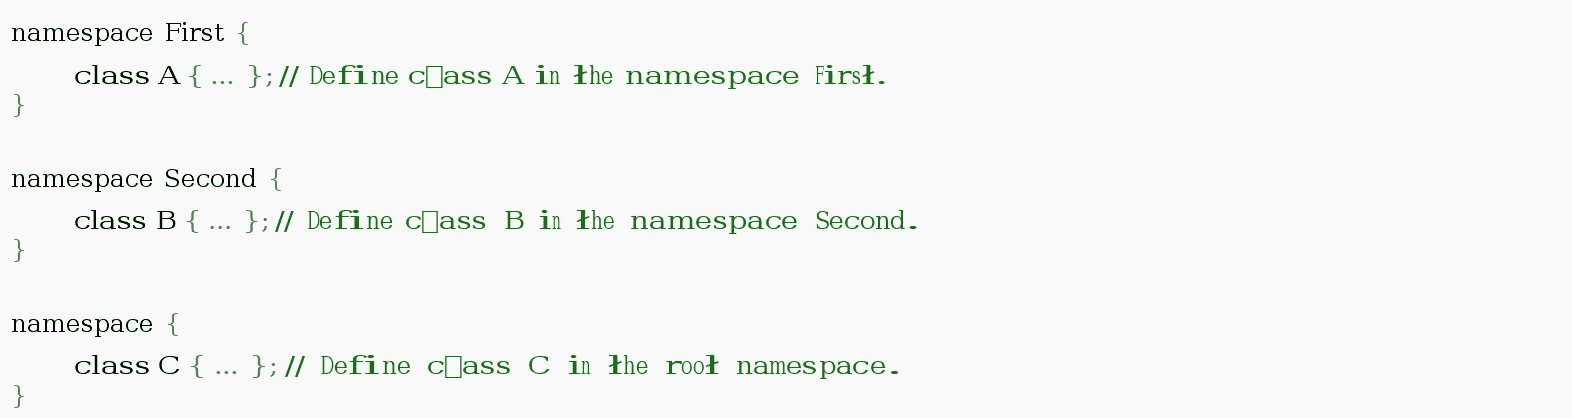 namespace First {
class A { ... }; // Define class A in the namespace First.
}
namespace Second {
class B { ... }; // Define class B in the namespace Second.
}
namespace {
class C { ... }; // Define class C in the root namespace.
}